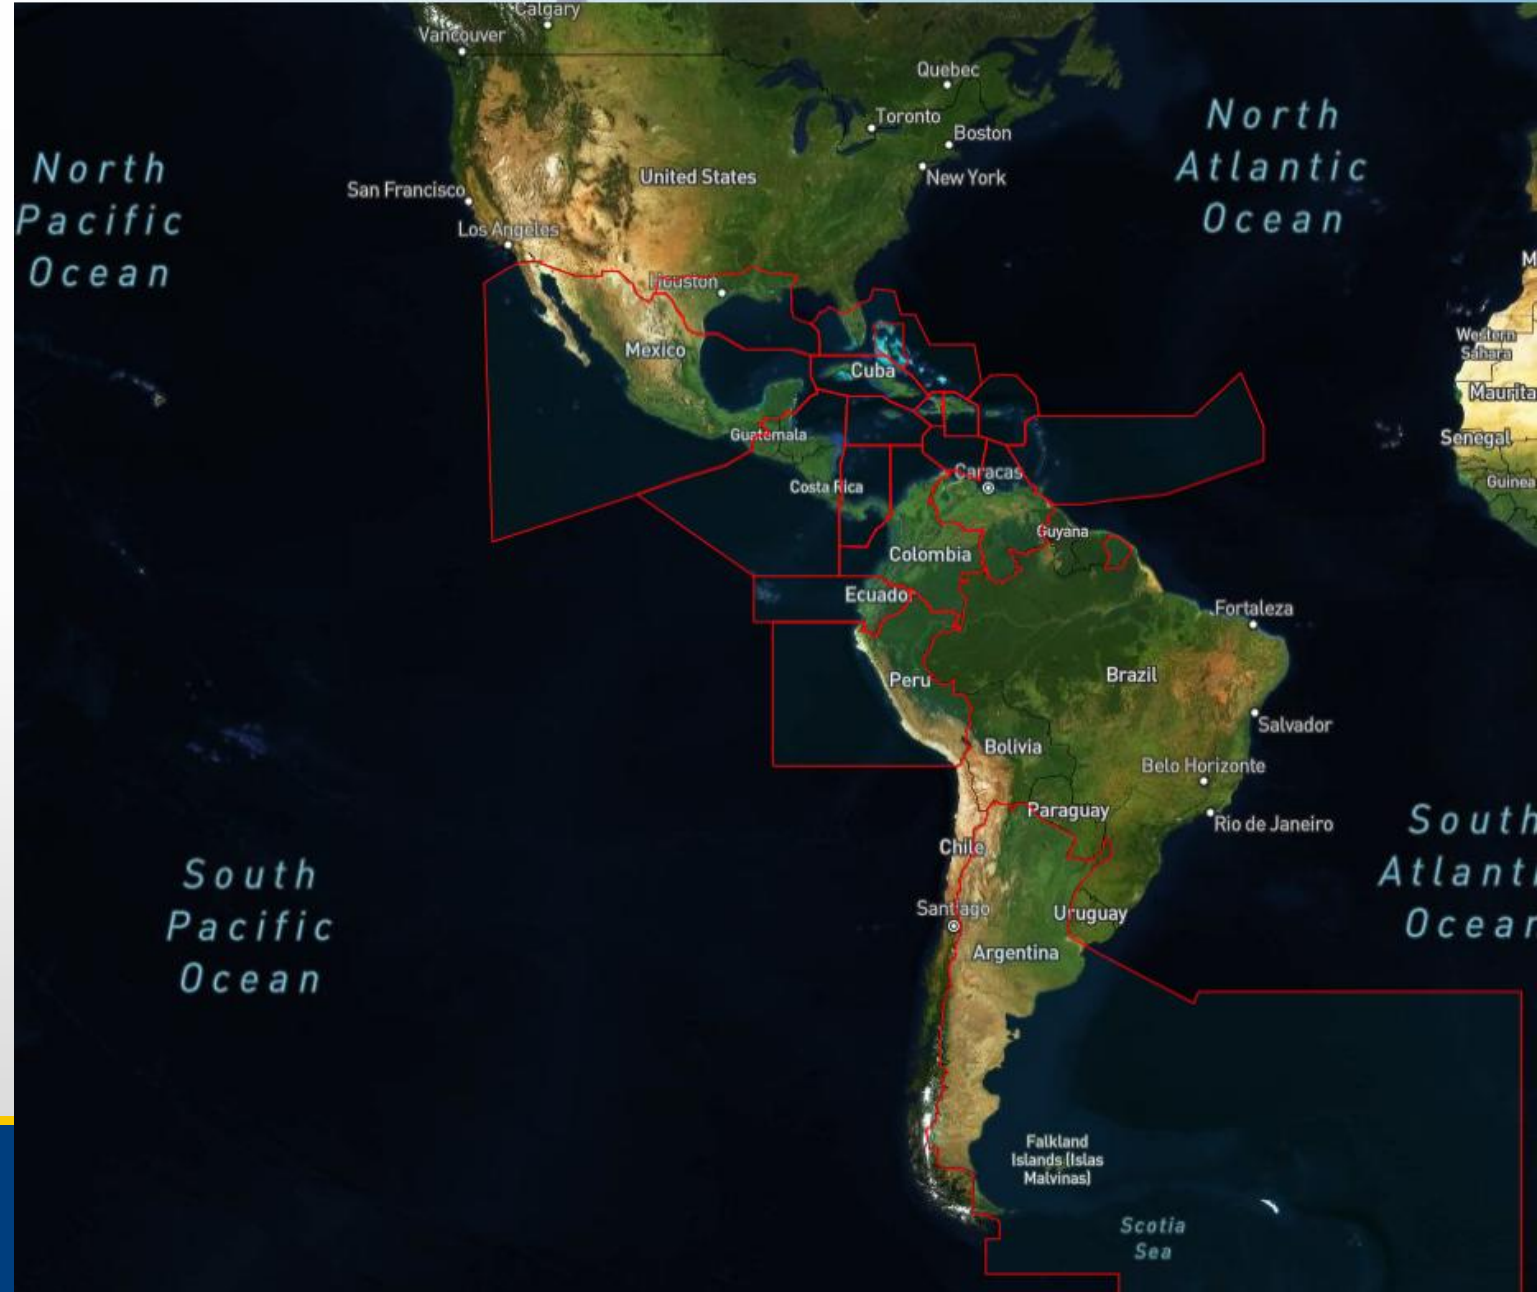 Calgary
Vancouver
Quebec
Toronto
Boston
New York
United States
San Francisco
Los Angeles
Houston
North
Pacific
Ocean
North
Atlantic
Ocean
Mexico
Cuba
Guatemala
Costa Rica
Caracas
Guyana
Colombia
Ecuador
Peru
Brazil
Fortaleza
Salvador
Bolivia
Belo Horizonte
Paraguay
Rio de Janeiro
Chile
Santiago
Uruguay
Argentina
Western
Sahara
Maurita
Senegal
Guinea
M
South
Pacific
Ocean
South
Atlanti
Ocean
Falkland
Islands (Islas
Malvinas)
Scotia
Sea